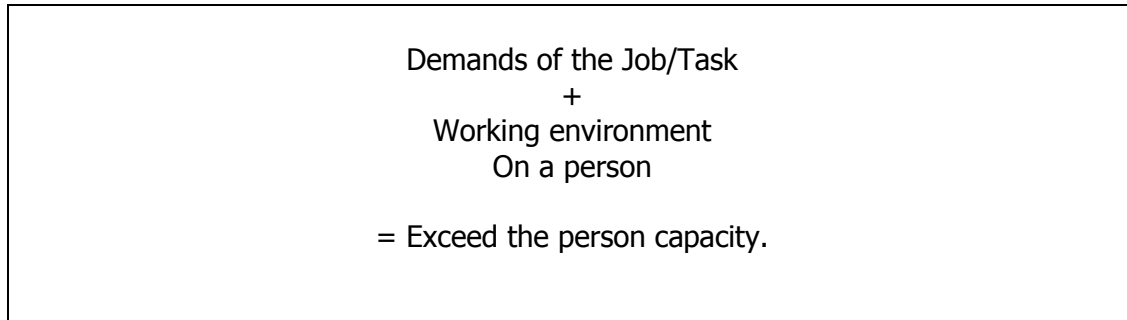 Demands of the Job/Task
+
Working environment
On a person
= Exceed the person capacity.